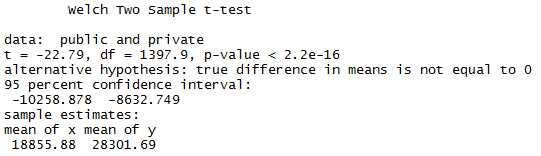 Welch Two Sample t-test
data:  public and private
t = -22.79, df = 1397.9, p-value < 2.2e-16
alternative hypothesis: true difference in means is not equal to 0
95 percent confidence interval:
 -10258.878  -8632.749
sample estimates:
mean of x mean of y
 18855.88  28301.69